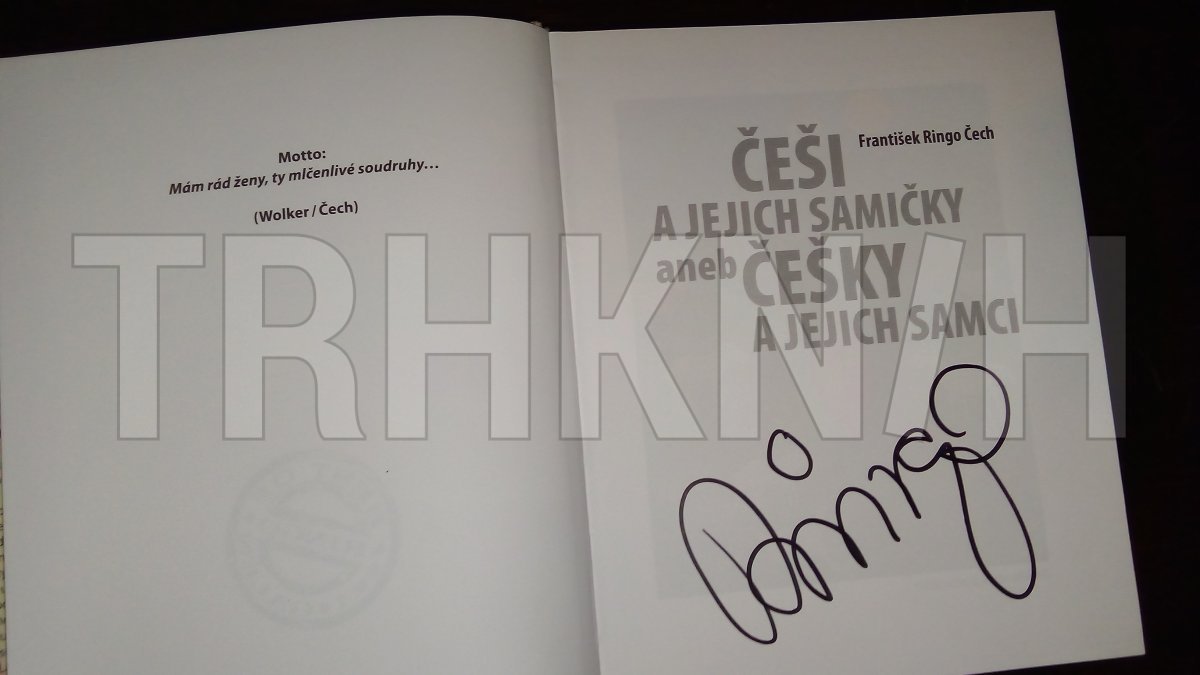 Motto:
Mám rád ženy, ty mlčenlivé soudruhy...
(Wolker / Čech)
František Ringo Čech
ČEŠI
A JEJICH SAMIČKY
aneb ČEŠKY
A JEJICH SAMCI
Ringo
TRHKNIH